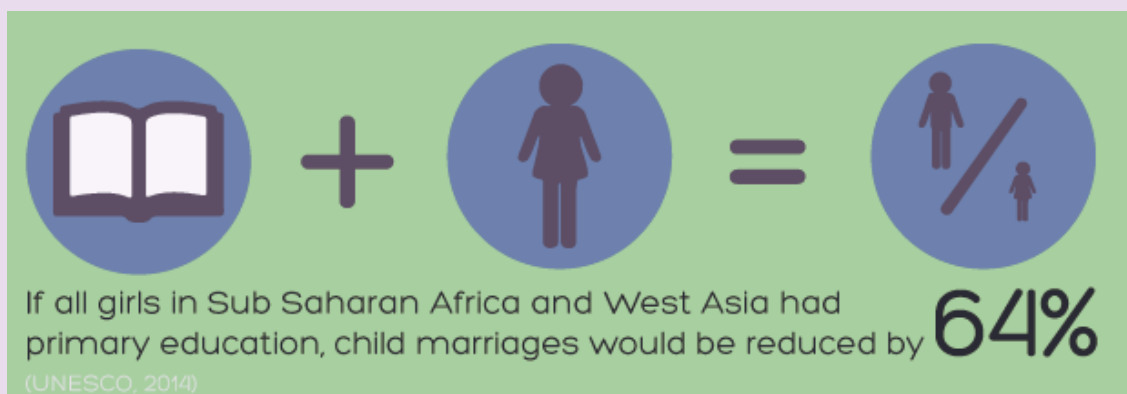 If all girls in Sub Saharan Africa and West Asia had
primary education, child marriages would be reduced by 64%
(UNESCO, 2014)